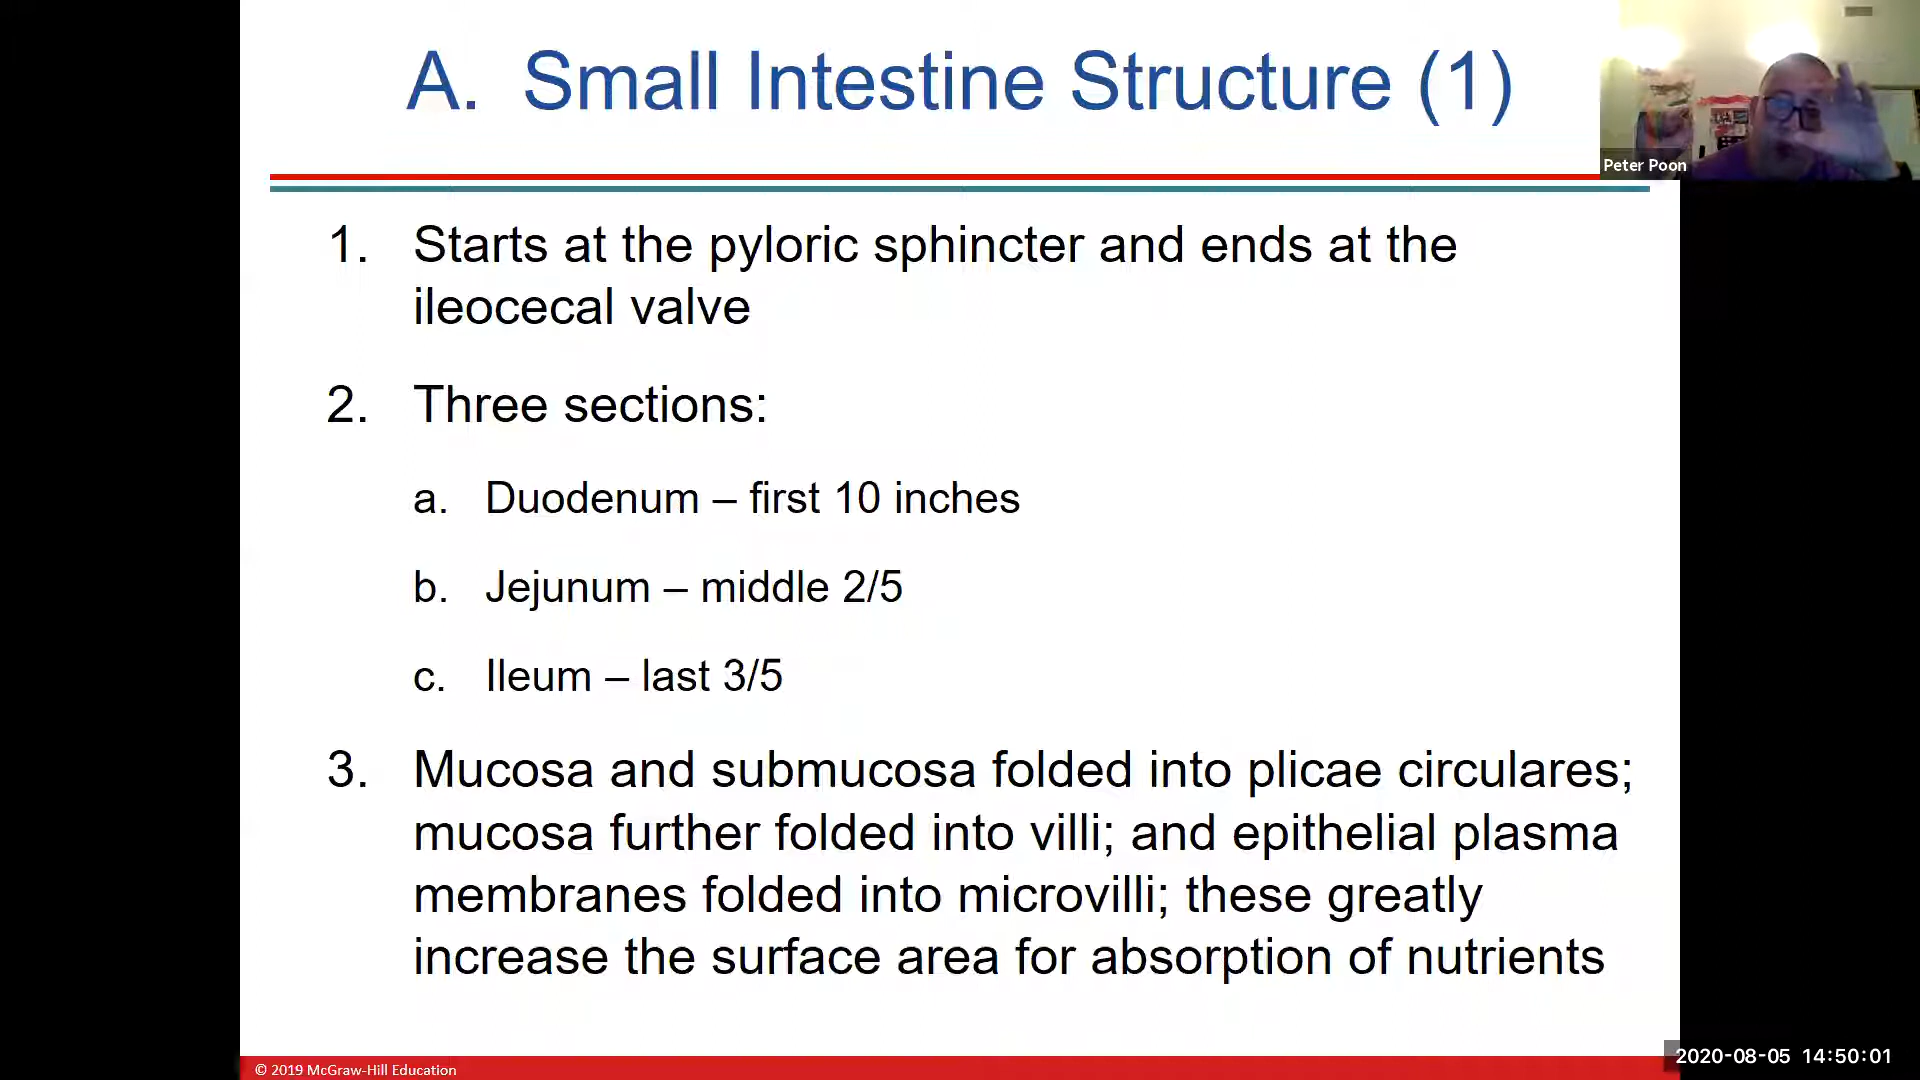 A. Small Intestine Structure (1)
Peter Poon
1. Starts at the pyloric sphincter and ends at the
ileocecal valve
2. Three sections:
a. Duodenum – first 10 inches
b. Jejunum – middle 2/5
c. Ileum – last 3/5
3. Mucosa and submucosa folded into plicae circulares;
mucosa further folded into villi; and epithelial plasma
membranes folded into microvilli; these greatly
increase the surface area for absorption of nutrients
© 2019 McGraw-Hill Education
2020-08-05 14:50:01